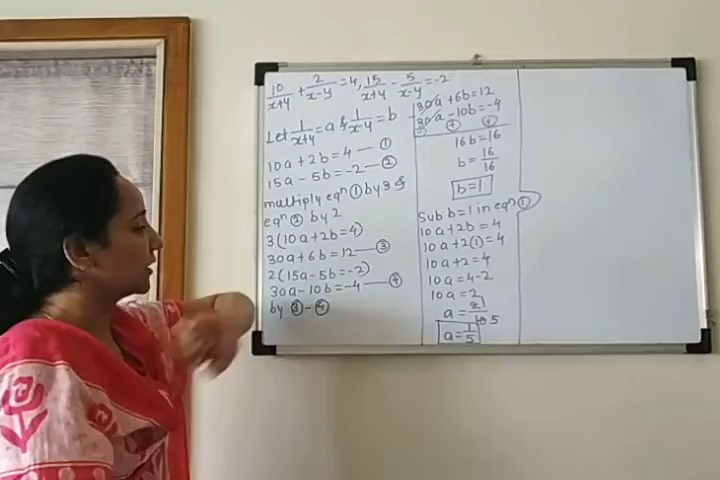 10/(x+y) + 2/(x-y) = 4, 15/(x+y) - 5/(x-y) = -2
Let 1/(x+y) = a & 1/(x-y) = b
10a + 2b = 4 — ①
15a - 5b = -2 — ②
multiply eqⁿ ① by 3 &
eqⁿ ② by 2
3(10a + 2b = 4)
30a + 6b = 12 — ③
2(15a - 5b = -2)
30a - 10b = -4 — ④
by ③ - ④
30a + 6b = 12
30a - 10b = -4
⊖ ⊕ ⊕
16b = 16
b = 16/16
b = 1
Sub b = 1 in eqⁿ ①
10a + 2b = 4
10a + 2(1) = 4
10a + 2 = 4
10a = 4 - 2
10a = 2
a = 2/10 1 5
a = 1/5